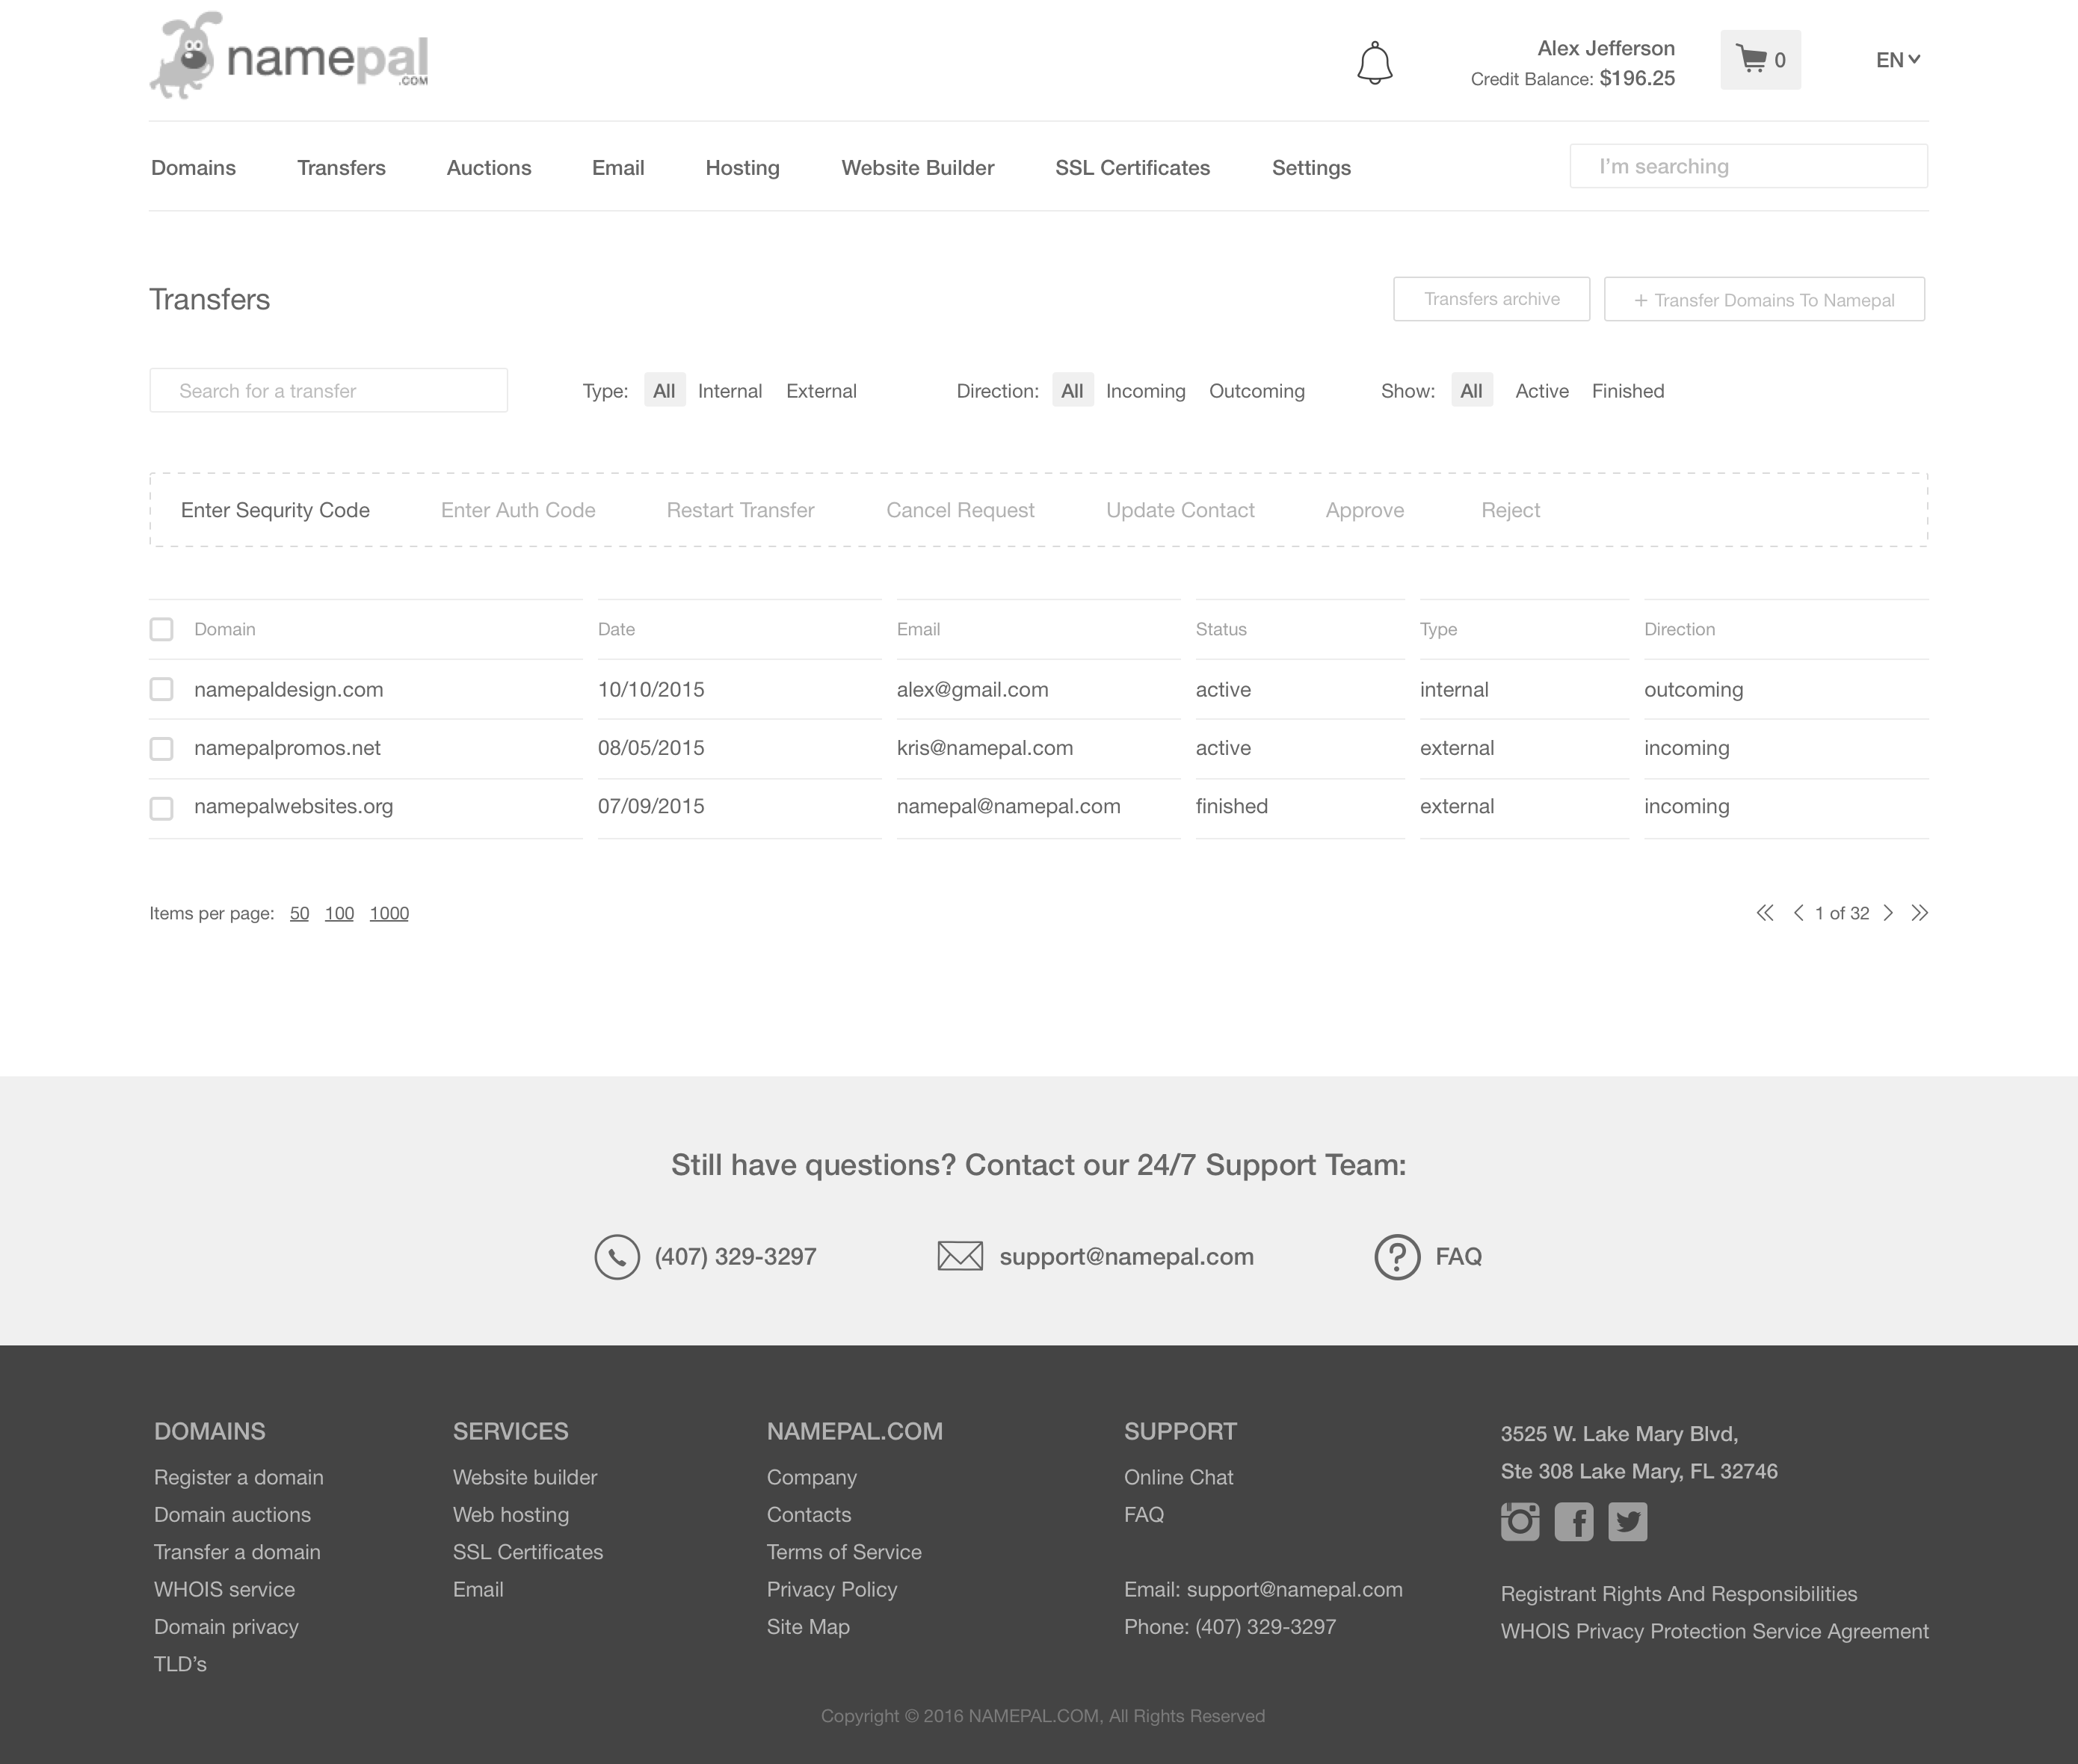 namepal
.COM
Alex Jefferson
Credit Balance: $196.25
0
EN
Domains Transfers Auctions Email Hosting Website Builder SSL Certificates Settings I'm searching
Transfers Transfers archive + Transfer Domains To Namepal
Search for a transfer Type: All Internal External Direction: All Incoming Outcoming Show: All Active Finished
Enter Sequrity Code Enter Auth Code Restart Transfer Cancel Request Update Contact Approve Reject
Domain Date Email Status Type Direction
namepaldesign.com 10/10/2015 alex@gmail.com active internal outcoming
namepalpromos.net 08/05/2015 kris@namepal.com active external incoming
namepalwebsites.org 07/09/2015 namepal@namepal.com finished external incoming
Items per page: 50 100 1000 1 of 32
Still have questions? Contact our 24/7 Support Team:
(407) 329-3297 support@namepal.com FAQ
DOMAINS
Register a domain
Domain auctions
Transfer a domain
WHOIS service
Domain privacy
TLD's
SERVICES
Website builder
Web hosting
SSL Certificates
Email
NAMEPAL.COM
Company
Contacts
Terms of Service
Privacy Policy
Site Map
SUPPORT
Online Chat
FAQ
Email: support@namepal.com
Phone: (407) 329-3297
3525 W. Lake Mary Blvd,
Ste 308 Lake Mary, FL 32746
Registrant Rights And Responsibilities
WHOIS Privacy Protection Service Agreement
Copyright © 2016 NAMEPAL.COM, All Rights Reserved